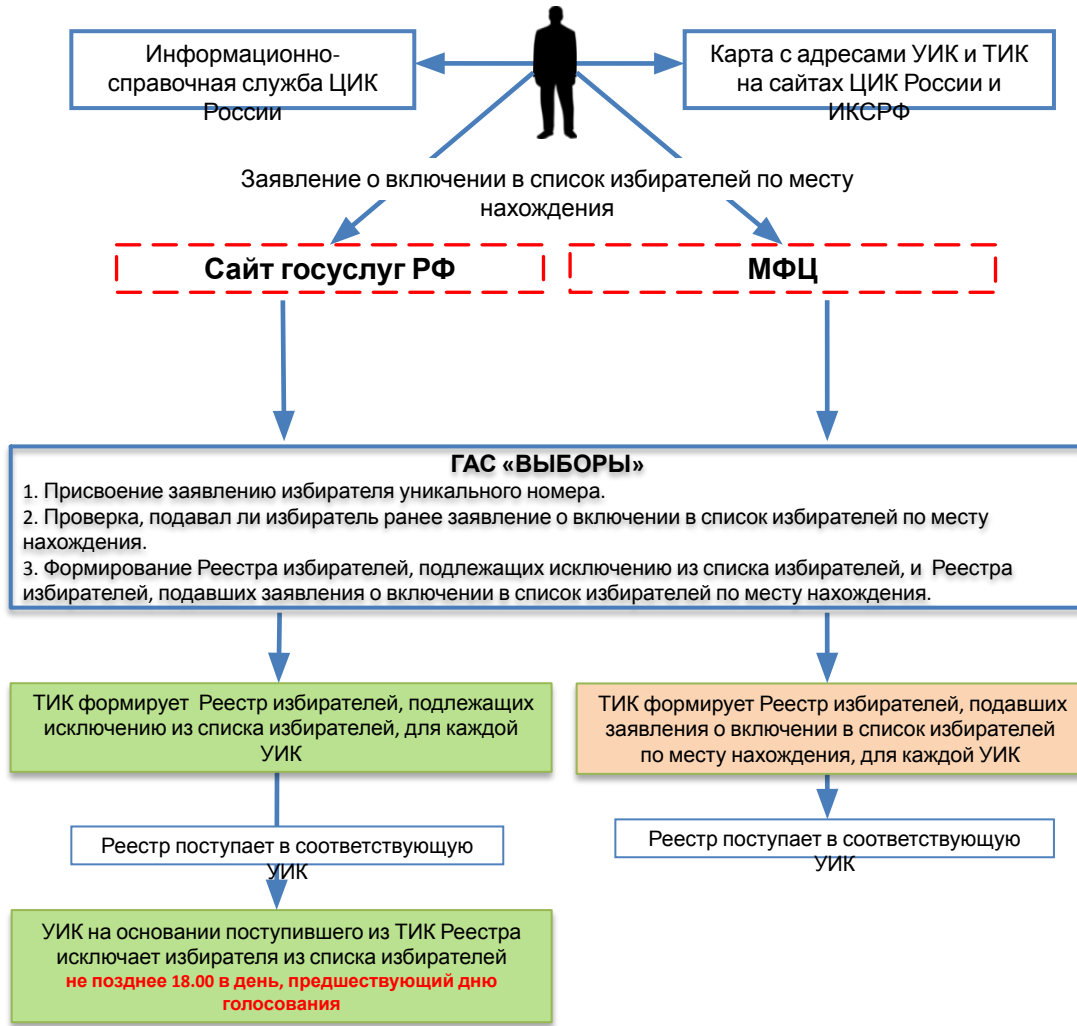 Информационно-
справочная служба ЦИК
России
Карта с адресами УИК и ТИК
на сайтах ЦИК России и
ИКСРФ
Заявление о включении в список избирателей по месту
нахождения
Сайт госуслуг РФ
МФЦ
ГАС «ВЫБОРЫ»
1. Присвоение заявлению избирателя уникального номера.
2. Проверка, подавал ли избиратель ранее заявление о включении в список избирателей по месту
нахождения.
3. Формирование Реестра избирателей, подлежащих исключению из списка избирателей, и Реестра
избирателей, подавших заявления о включении в список избирателей по месту нахождения.
ТИК формирует Реестр избирателей, подлежащих
исключению из списка избирателей, для каждой
УИК
ТИК формирует Реестр избирателей, подавших
заявления о включении в список избирателей
по месту нахождения, для каждой УИК
Реестр поступает в соответствующую
УИК
Реестр поступает в соответствующую
УИК
УИК на основании поступившего из ТИК Реестра
исключает избирателя из списка избирателей
не позднее 18.00 в день, предшествующий дню
голосования